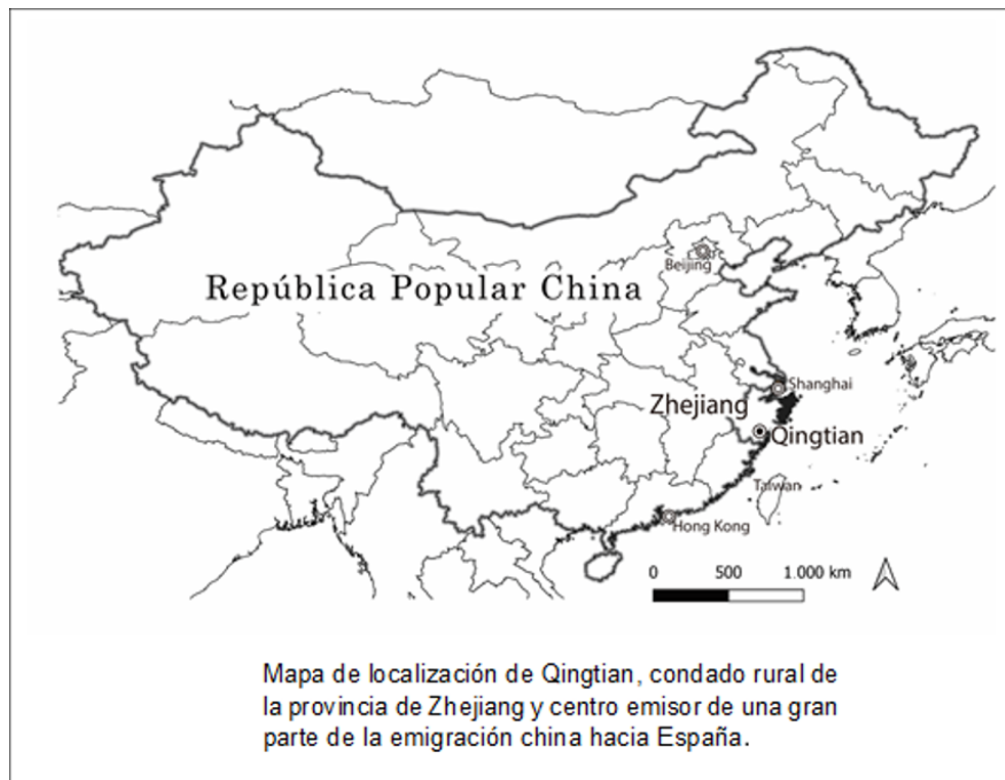 Beijing
República Popular China
Shanghai
Zhejiang
Qingtian
Taiwan
Hong Kong
0 500 1.000 km
Mapa de localización de Qingtian, condado rural de
la provincia de Zhejiang y centro emisor de una gran
parte de la emigración china hacia España.